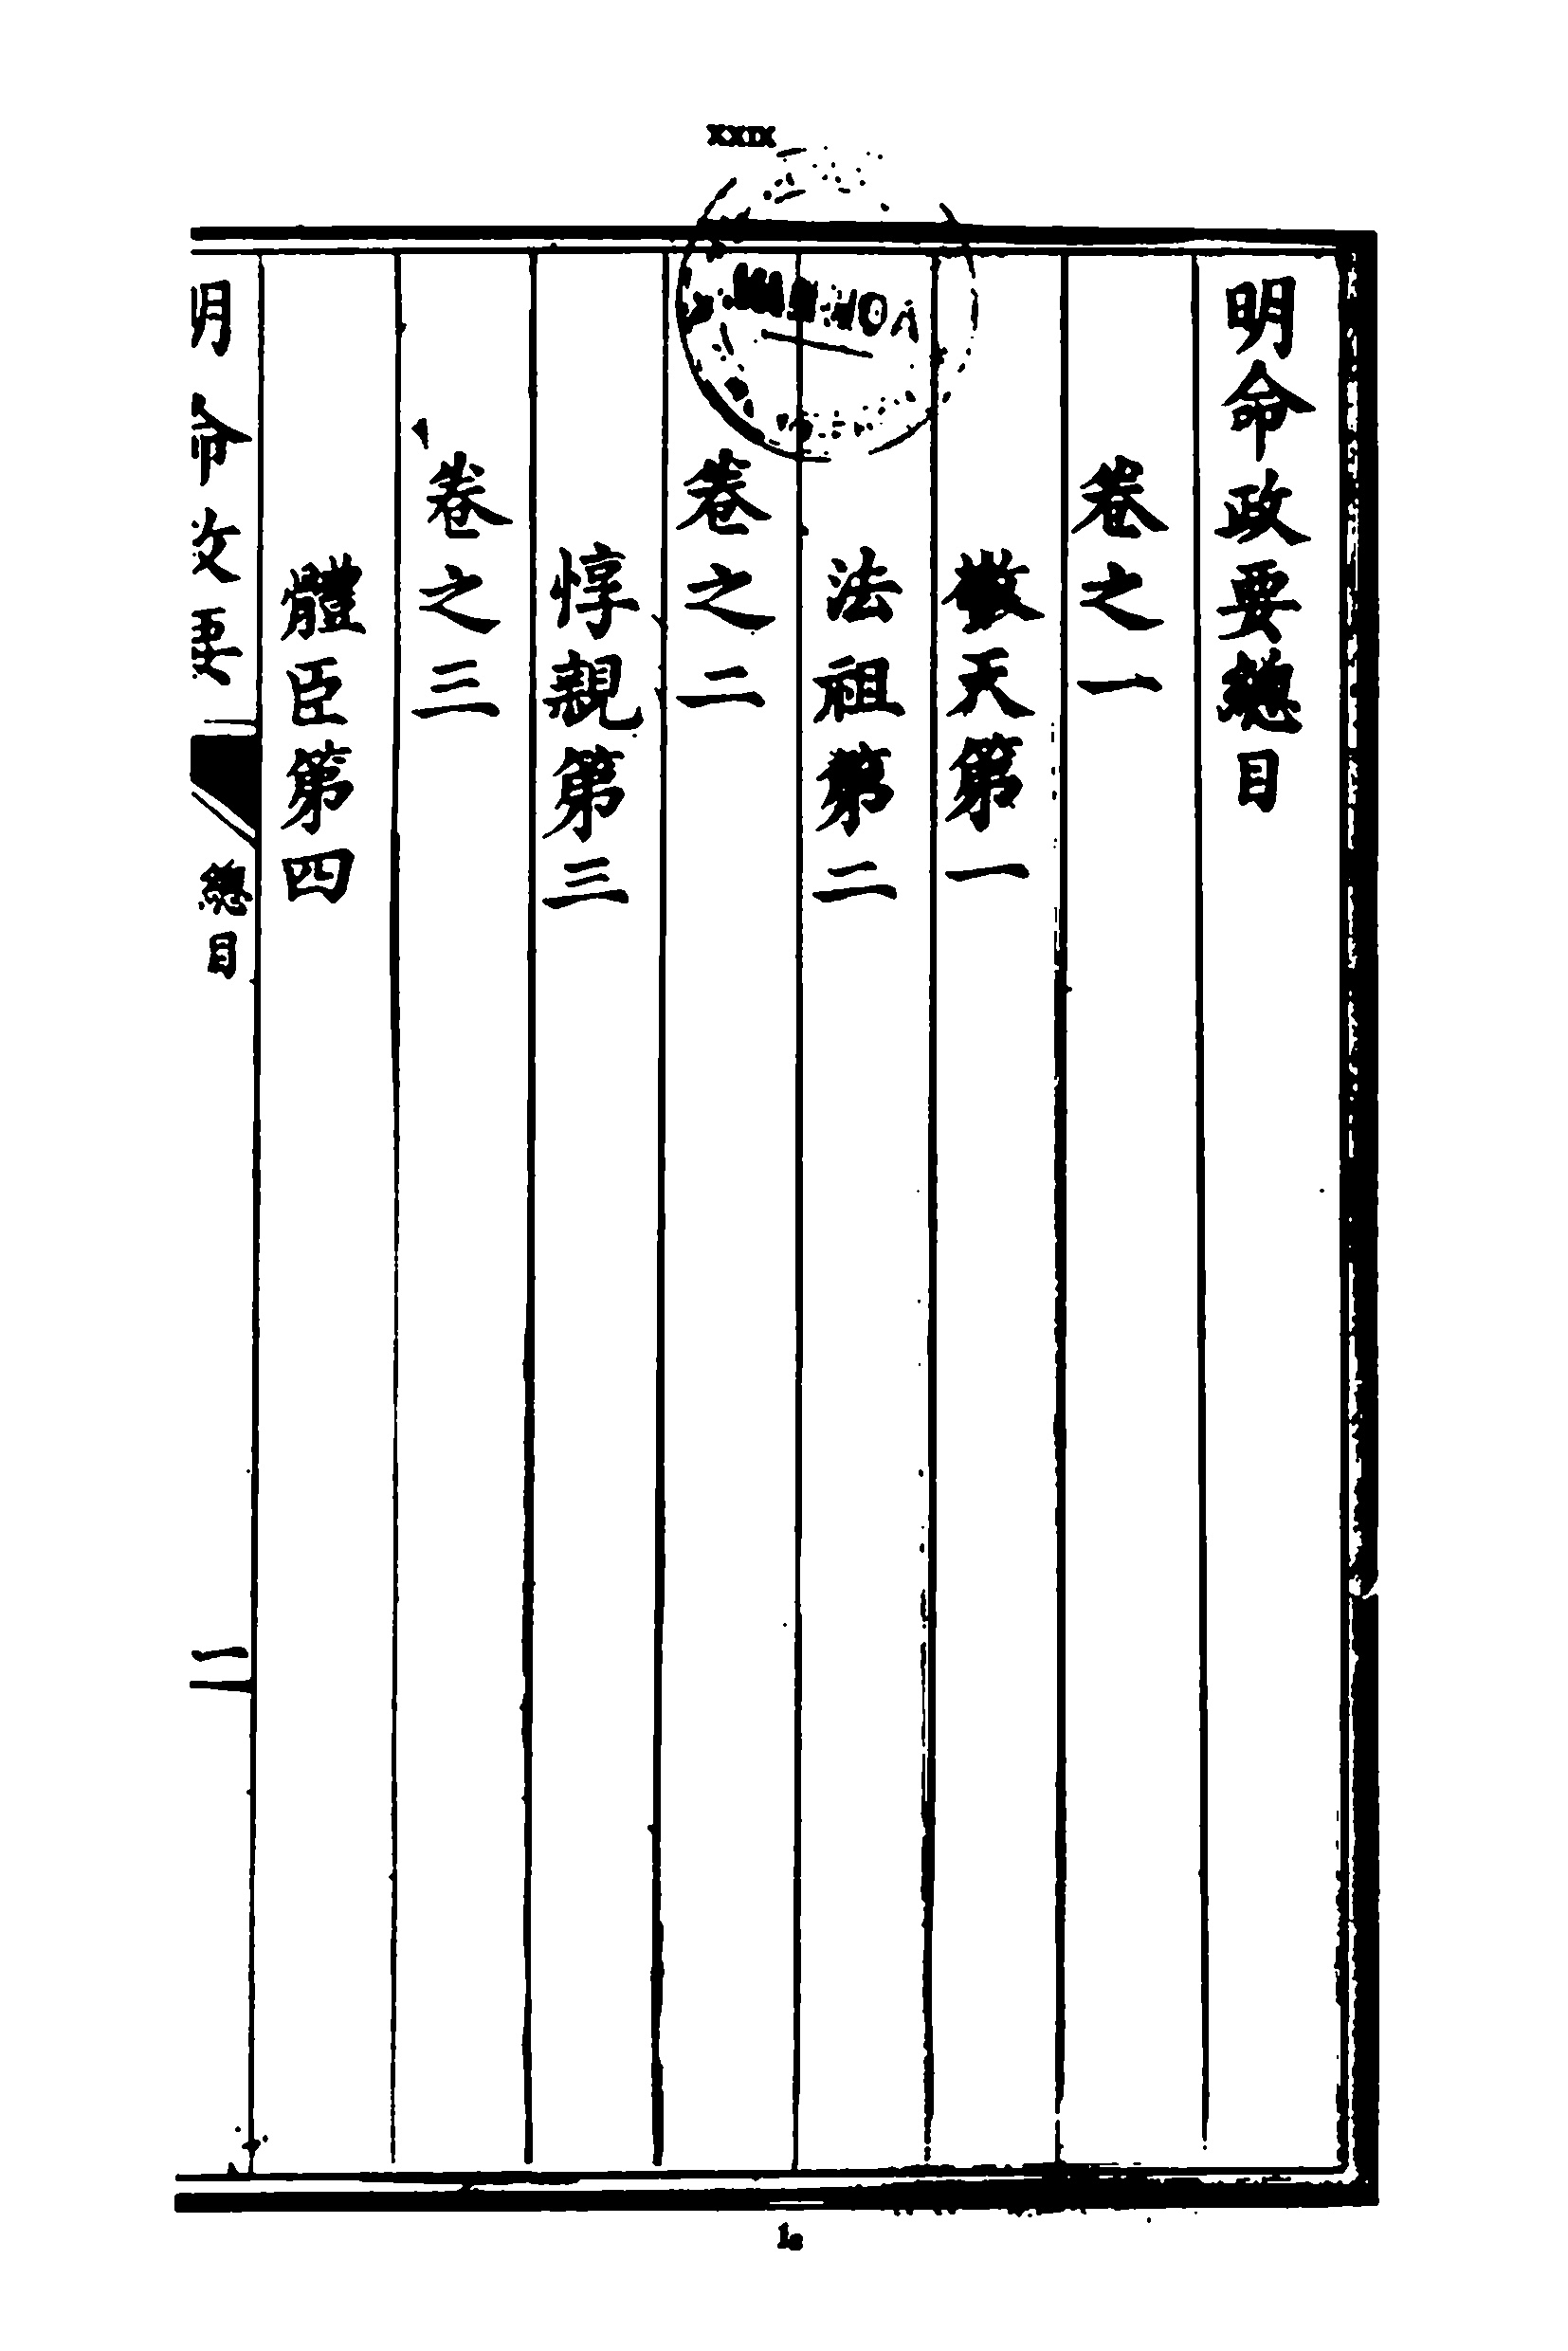 XXIX
明命政要總目
卷之一
敬天第一
法祖第二
卷之二
惇親第三
卷之三
體臣第四
明命政要
總目
一
1a